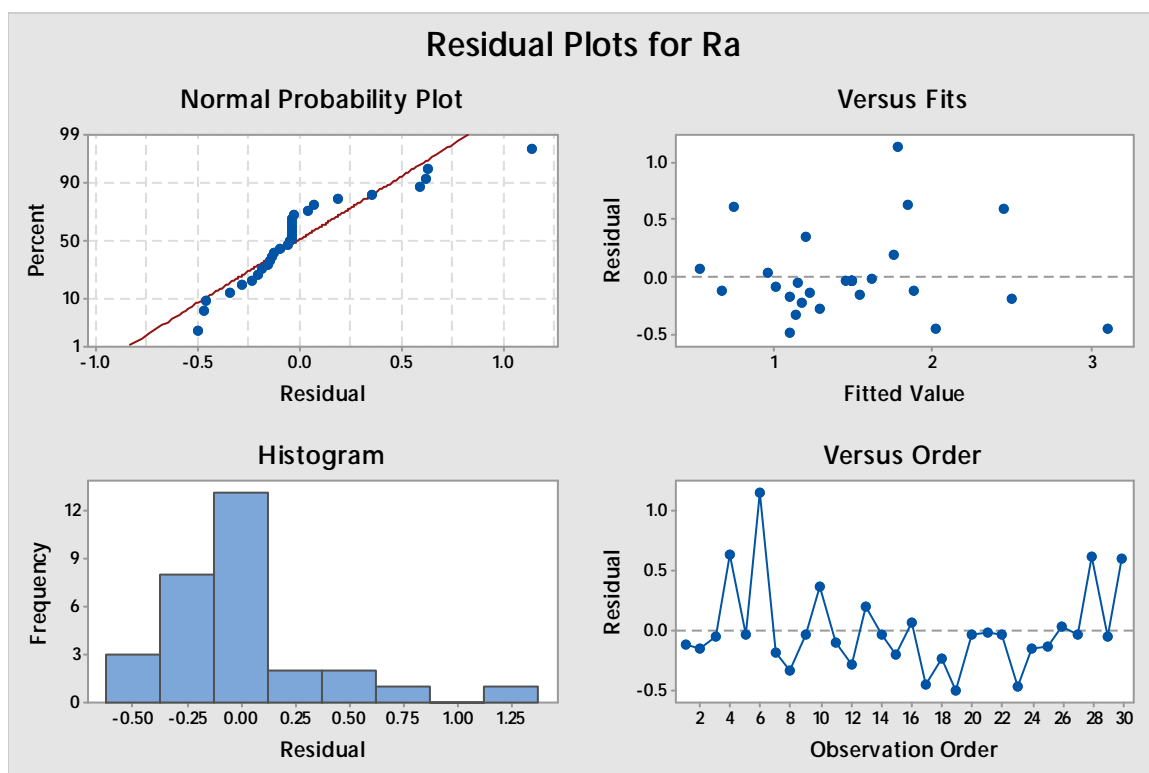 Residual Plots for Ra
Normal Probability Plot
Percent
99
90
50
10
1
-1.0 -0.5 0.0 0.5 1.0
Residual
Versus Fits
Residual
1.0
0.5
0.0
-0.5
1 2 3
Fitted Value
Histogram
Frequency
12
9
6
3
0
-0.50 -0.25 0.00 0.25 0.50 0.75 1.00 1.25
Residual
Versus Order
Residual
1.0
0.5
0.0
-0.5
2 4 6 8 10 12 14 16 18 20 22 24 26 28 30
Observation Order